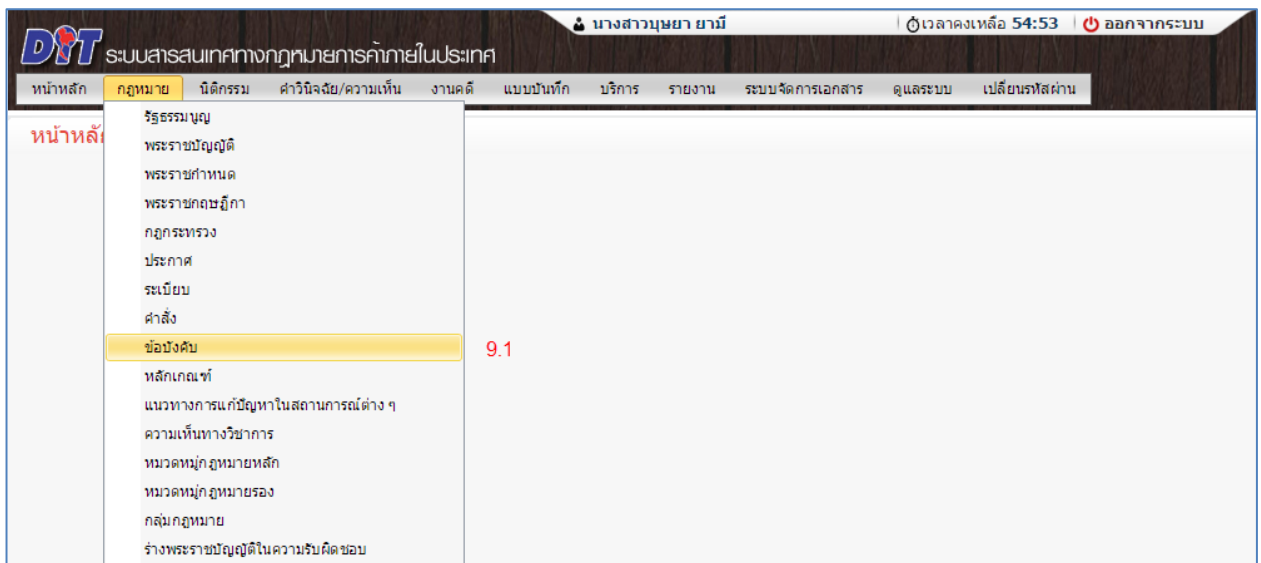 นางสาวบุษยา ยามี เวลาคงเหลือ 54:53 ออกจากระบบ
DIT ระบบสารสนเทศทางกฎหมายการค้าภายในประเทศ
หน้าหลัก กฎหมาย นิติกรรม คำวินิจฉัย/ความเห็น งานคดี แบบบันทึก บริการ รายงาน ระบบจัดการเอกสาร ดูแลระบบ เปลี่ยนรหัสผ่าน
หน้าหลัก
รัฐธรรมนูญ
พระราชบัญญัติ
พระราชกำหนด
พระราชกฤษฎีกา
กฎกระทรวง
ประกาศ
ระเบียบ
คำสั่ง
ข้อบังคับ 9.1
หลักเกณฑ์
แนวทางการแก้ปัญหาในสถานการณ์ต่าง ๆ
ความเห็นทางวิชาการ
หมวดหมู่กฎหมายหลัก
หมวดหมู่กฎหมายรอง
กลุ่มกฎหมาย
ร่างพระราชบัญญัติในความรับผิดชอบ